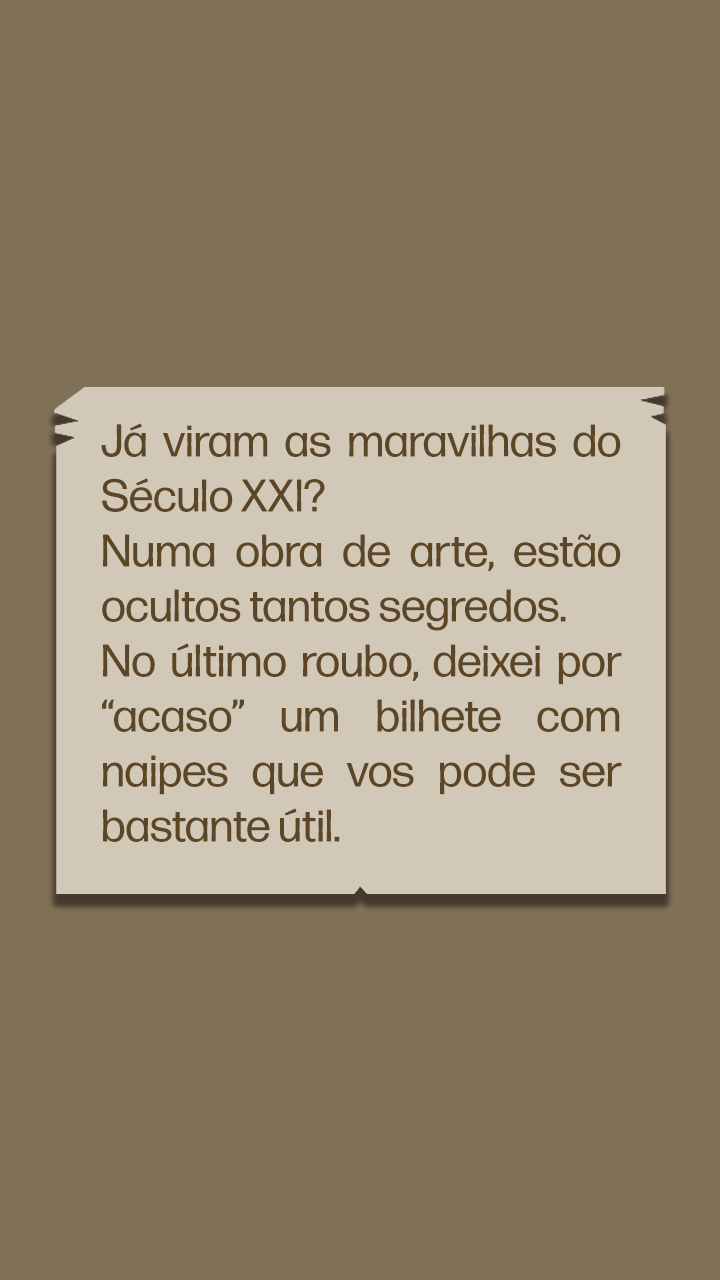 Já viram as maravilhas do
Século XXI?
Numa obra de arte, estão
ocultos tantos segredos.
No último roubo, deixei por
“acaso” um bilhete com
naipes que vos pode ser
bastante útil.